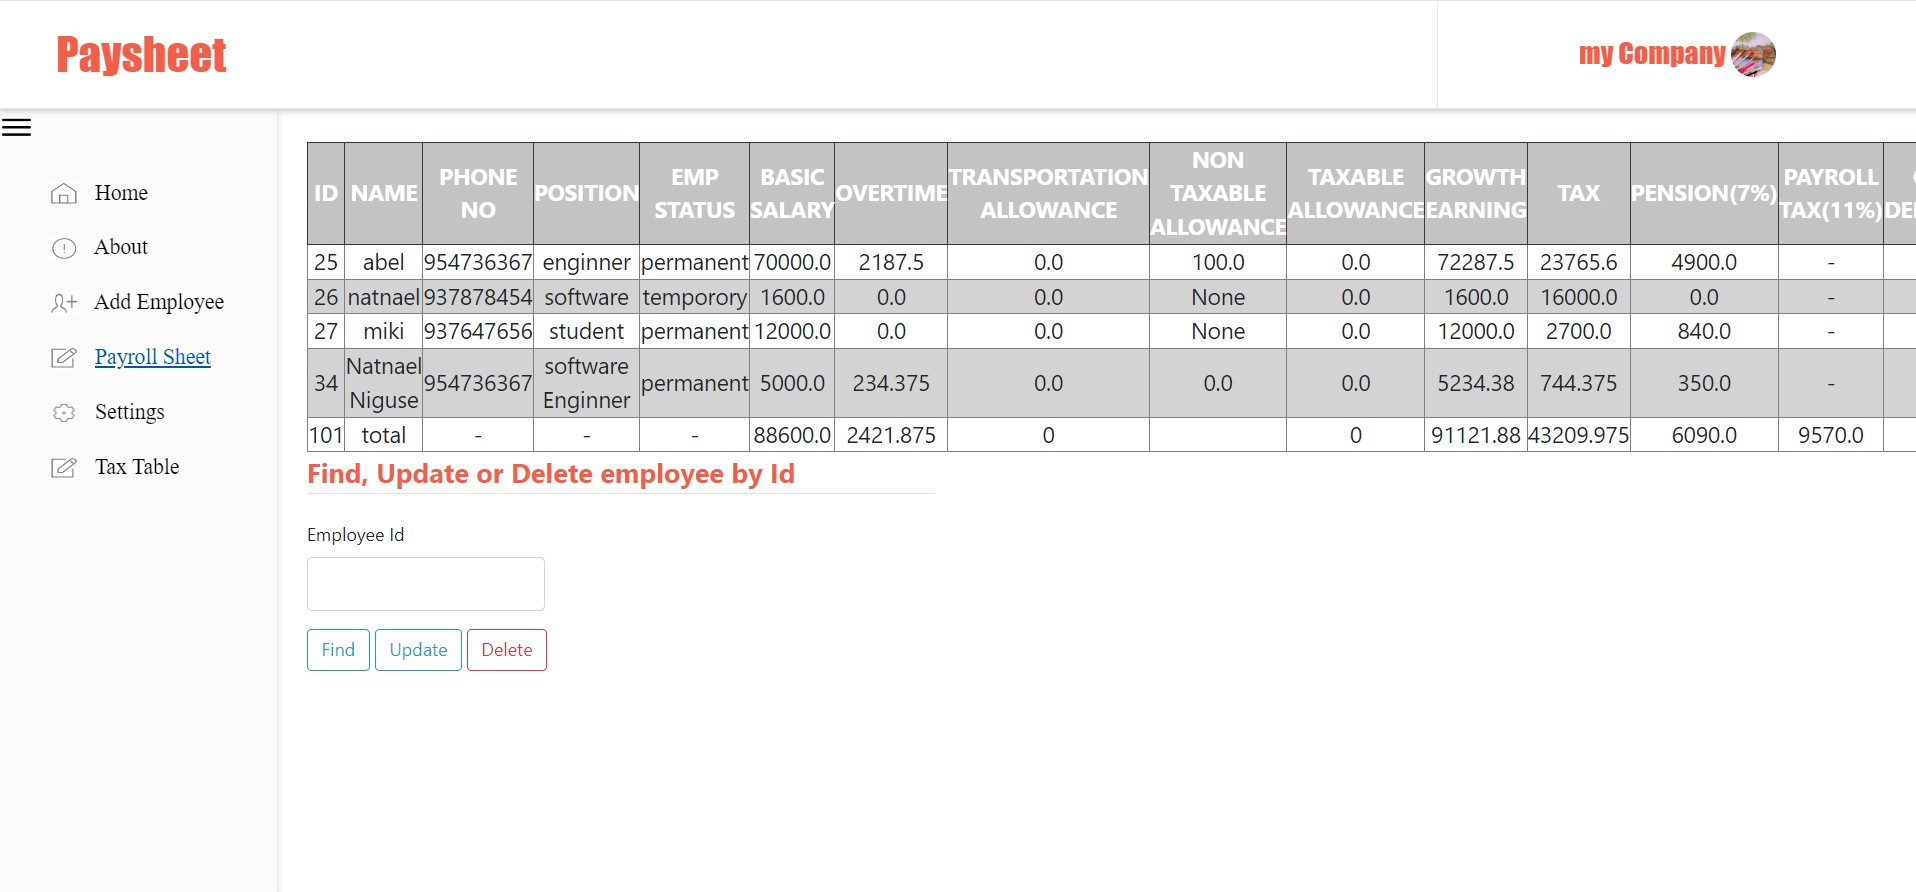 Paysheet
my Company
Home
About
Add Employee
Payroll Sheet
Settings
Tax Table
ID NAME PHONE NO POSITION EMP STATUS BASIC SALARY OVERTIME TRANSPORTATION ALLOWANCE NON TAXABLE ALLOWANCE TAXABLE ALLOWANCE GROWTH EARNING TAX PENSION(7%) PAYROLL TAX(11%)
25 abel 954736367 enginner permanent 70000.0 2187.5 0.0 100.0 0.0 72287.5 23765.6 4900.0 -
26 natnael 937878454 software temporory 1600.0 0.0 0.0 None 0.0 1600.0 16000.0 0.0 -
27 miki 937647656 student permanent 12000.0 0.0 0.0 None 0.0 12000.0 2700.0 840.0 -
34 Natnael Niguse 954736367 software Enginner permanent 5000.0 234.375 0.0 0.0 0.0 5234.38 744.375 350.0 -
101 total - - - 88600.0 2421.875 0 0 91121.88 43209.975 6090.0 9570.0
Find, Update or Delete employee by Id
Employee Id
Find Update Delete